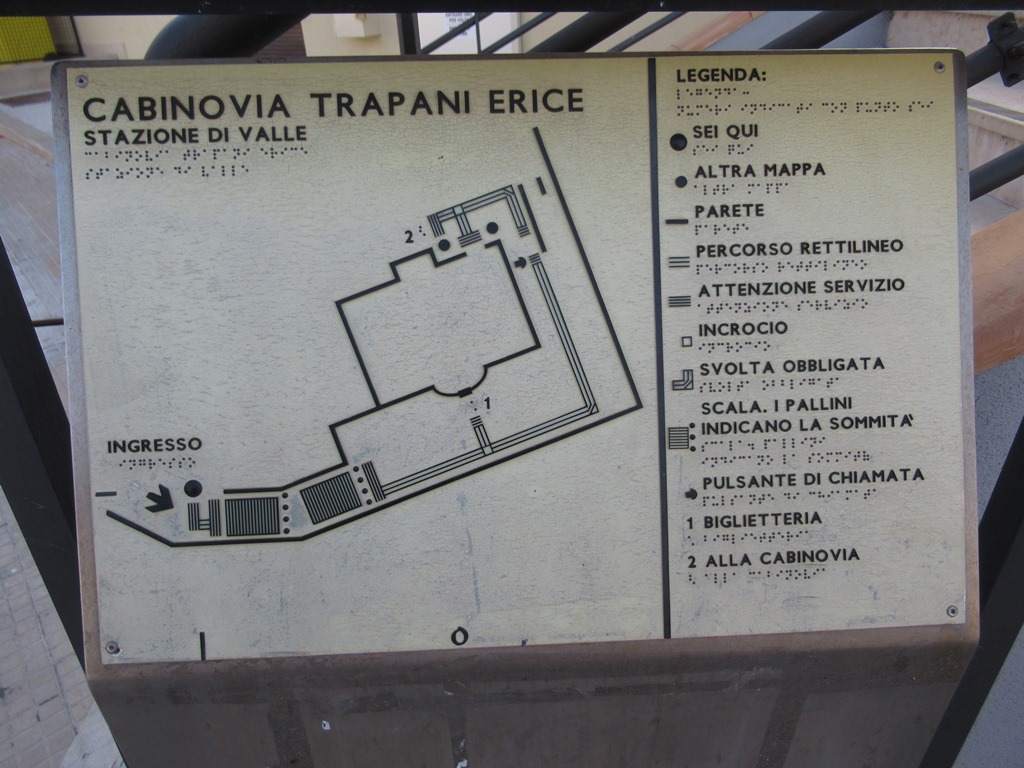 CABINOVIA TRAPANI ERICE
STAZIONE DI VALLE
2
1
INGRESSO
LEGENDA:
SEI QUI
ALTRA MAPPA
PARETE
PERCORSO RETTILINEO
ATTENZIONE SERVIZIO
INCROCIO
SVOLTA OBBLIGATA
SCALA. I PALLINI
INDICANO LA SOMMITA'
PULSANTE DI CHIAMATA
1 BIGLIETTERIA
2 ALLA CABINOVIA